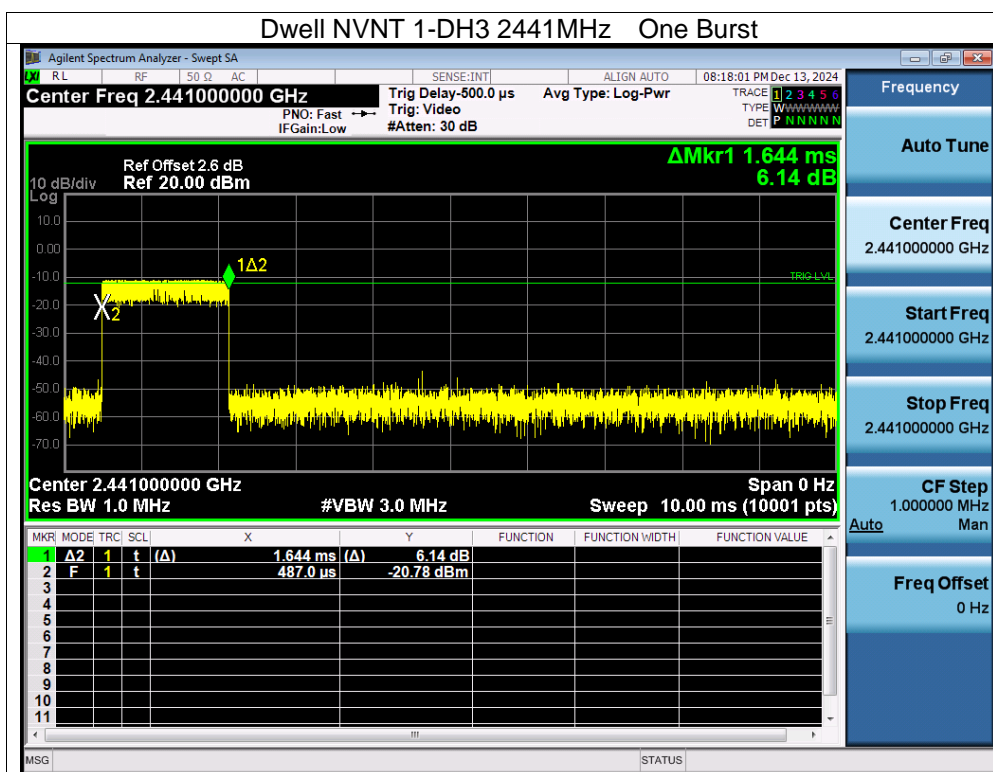 Dwell NVNT 1-DH3 2441MHz One Burst
Agilent Spectrum Analyzer - Swept SA
LXI RL RF 50 Ω AC SENSE:INT ALIGN AUTO 08:18:01 PM Dec 13, 2024
Center Freq 2.441000000 GHz Trig Delay-500.0 µs Avg Type: Log-Pwr TRACE 1 2 3 4 5 6
PNO: Fast Trig: Video TYPE WWWWWW
IFGain:Low #Atten: 30 dB DET P NNNNN
ΔMkr1 1.644 ms
6.14 dB
Ref Offset 2.6 dB
10 dB/div Ref 20.00 dBm
Log
10.0
0.00
-10.0
-20.0
-30.0
-40.0
-50.0
-60.0
-70.0
1Δ2
2
TRIG LVL
Center 2.441000000 GHz Span 0 Hz
Res BW 1.0 MHz #VBW 3.0 MHz Sweep 10.00 ms (10001 pts)
MKR MODE TRC SCL X Y FUNCTION FUNCTION WIDTH FUNCTION VALUE
1 Δ2 1 t (Δ) 1.644 ms (Δ) 6.14 dB
2 F 1 t 487.0 µs -20.78 dBm
3
4
5
6
7
8
9
10
11
MSG STATUS
Frequency
Auto Tune
Center Freq
2.441000000 GHz
Start Freq
2.441000000 GHz
Stop Freq
2.441000000 GHz
CF Step
1.000000 MHz
Auto Man
Freq Offset
0 Hz